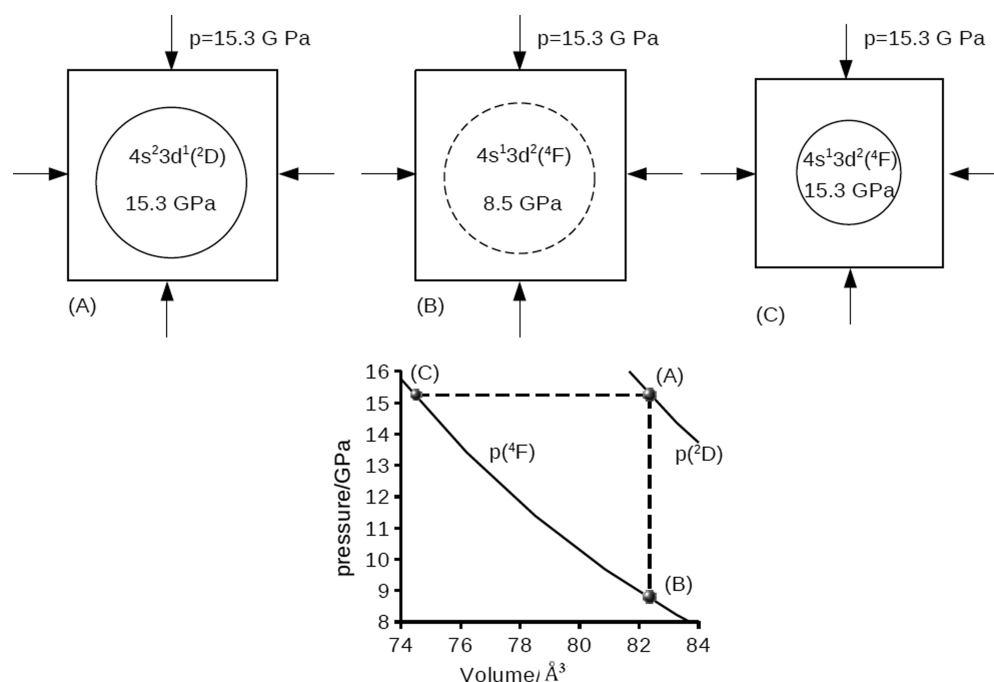 p=15.3 G Pa
4s²3d¹(²D)
15.3 GPa
(A)
p=15.3 G Pa
4s¹3d²(⁴F)
8.5 GPa
(B)
p=15.3 G Pa
4s¹3d²(⁴F)
15.3 GPa
(C)
pressure/GPa
16
15
14
13
12
11
10
9
8
(C)
(A)
p(⁴F)
p(²D)
(B)
74 76 78 80 82 84
Volume/Å³